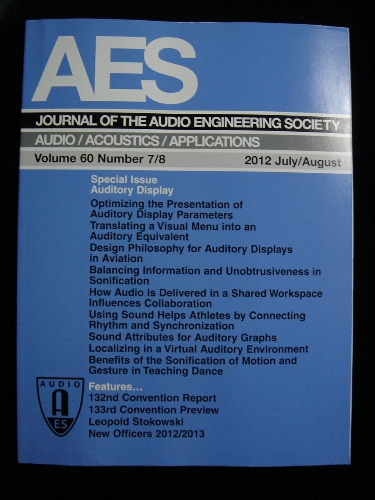 AES
JOURNAL OF THE AUDIO ENGINEERING SOCIETY
AUDIO / ACOUSTICS / APPLICATIONS
Volume 60 Number 7/8 2012 July/August
Special Issue
Auditory Display
Optimizing the Presentation of
Auditory Display Parameters
Translating a Visual Menu into an
Auditory Equivalent
Design Philosophy for Auditory Displays
in Aviation
Balancing Information and Unobtrusiveness in
Sonification
How Audio Is Delivered in a Shared Workspace
Influences Collaboration
Using Sound Helps Athletes by Connecting
Rhythm and Synchronization
Sound Attributes for Auditory Graphs
Localizing in a Virtual Auditory Environment
Benefits of the Sonification of Motion and
Gesture in Teaching Dance
Features...
132nd Convention Report
133rd Convention Preview
Leopold Stokowski
New Officers 2012/2013
AUDIO
A
ES